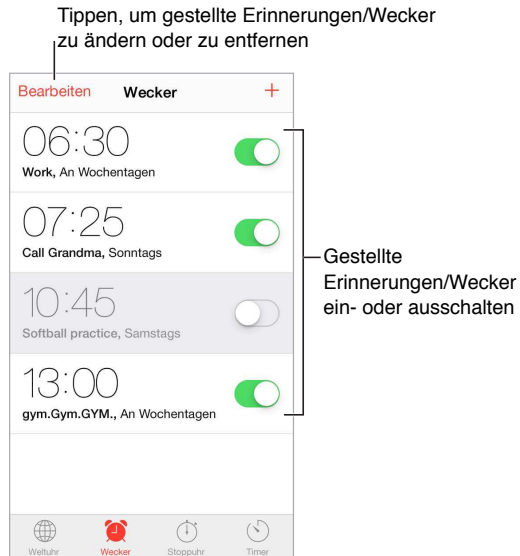 Tippen, um gestellte Erinnerungen/Wecker
zu ändern oder zu entfernen
Bearbeiten Wecker +
06:30
Work, An Wochentagen
07:25
Call Grandma, Sonntags
10:45
Softball practice, Samstags
13:00
gym.Gym.GYM., An Wochentagen
Gestellte
Erinnerungen/Wecker
ein- oder ausschalten
Weltuhr Wecker Stoppuhr Timer